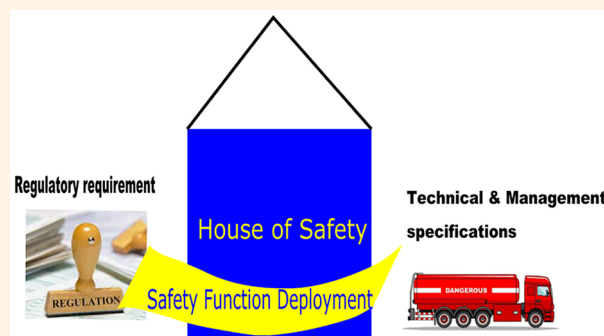 Regulatory requirement
REGULATION
House of Safety
Safety Function Deployment
Technical & Management
specifications
DANGEROUS